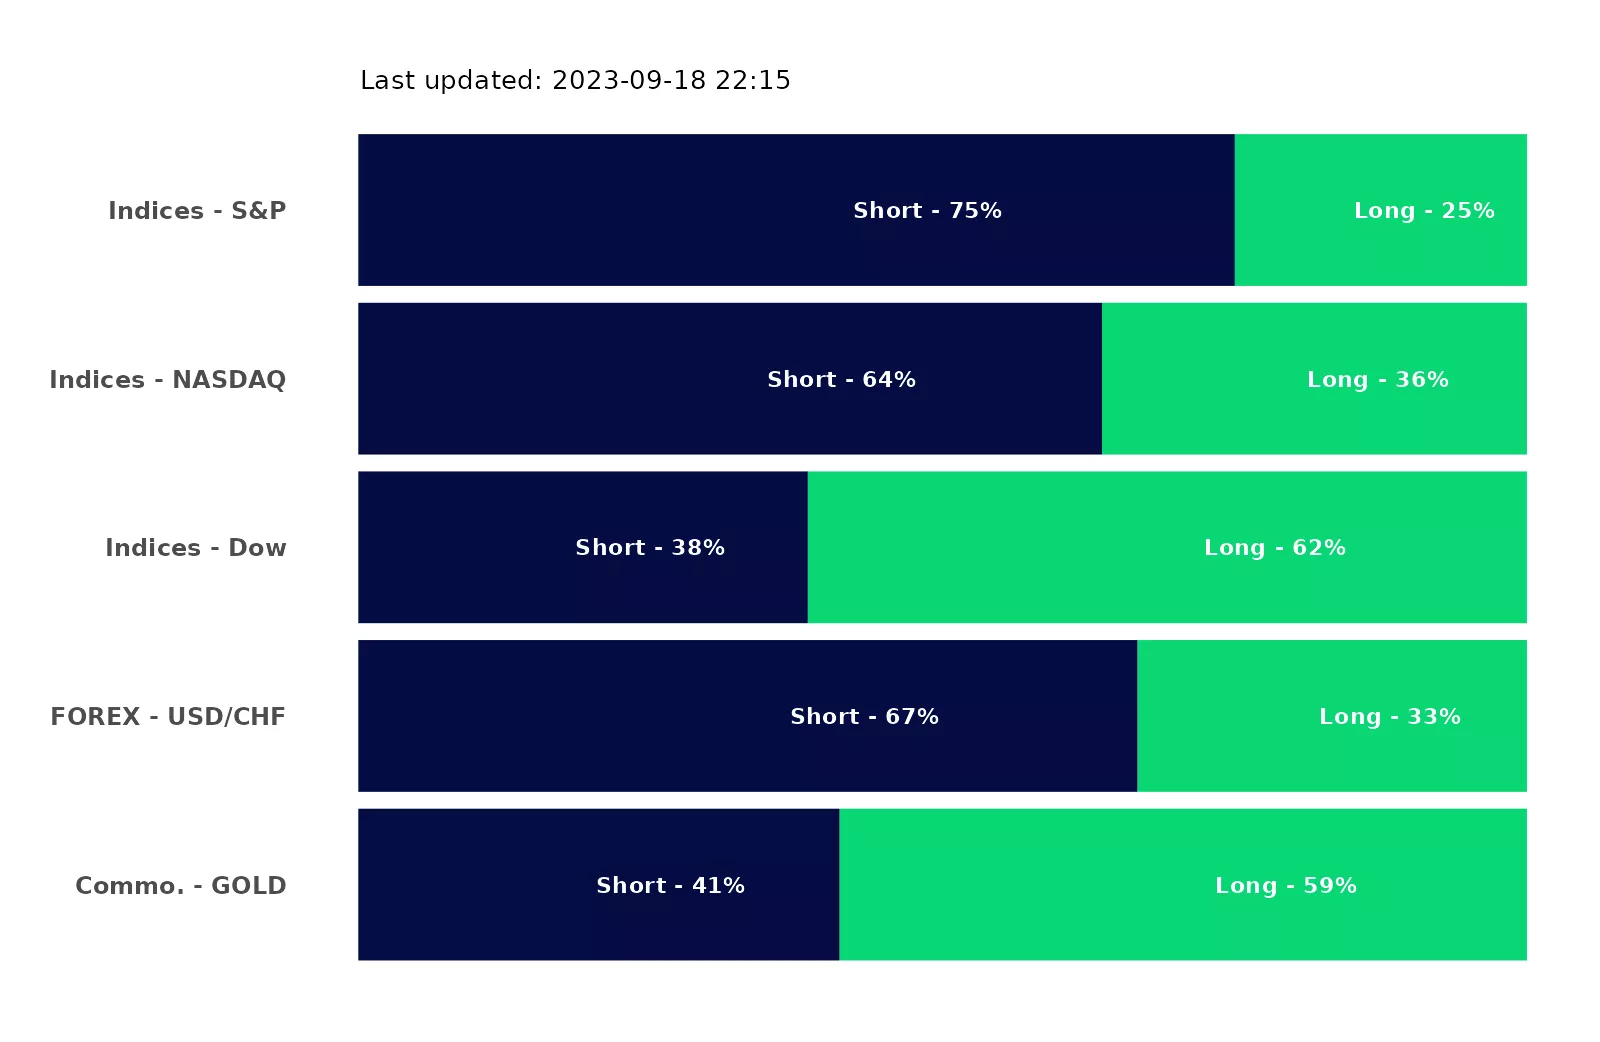 Last updated: 2023-09-18 22:15
Indices - S&P Short - 75% Long - 25%
Indices - NASDAQ Short - 64% Long - 36%
Indices - Dow Short - 38% Long - 62%
FOREX - USD/CHF Short - 67% Long - 33%
Commo. - GOLD Short - 41% Long - 59%